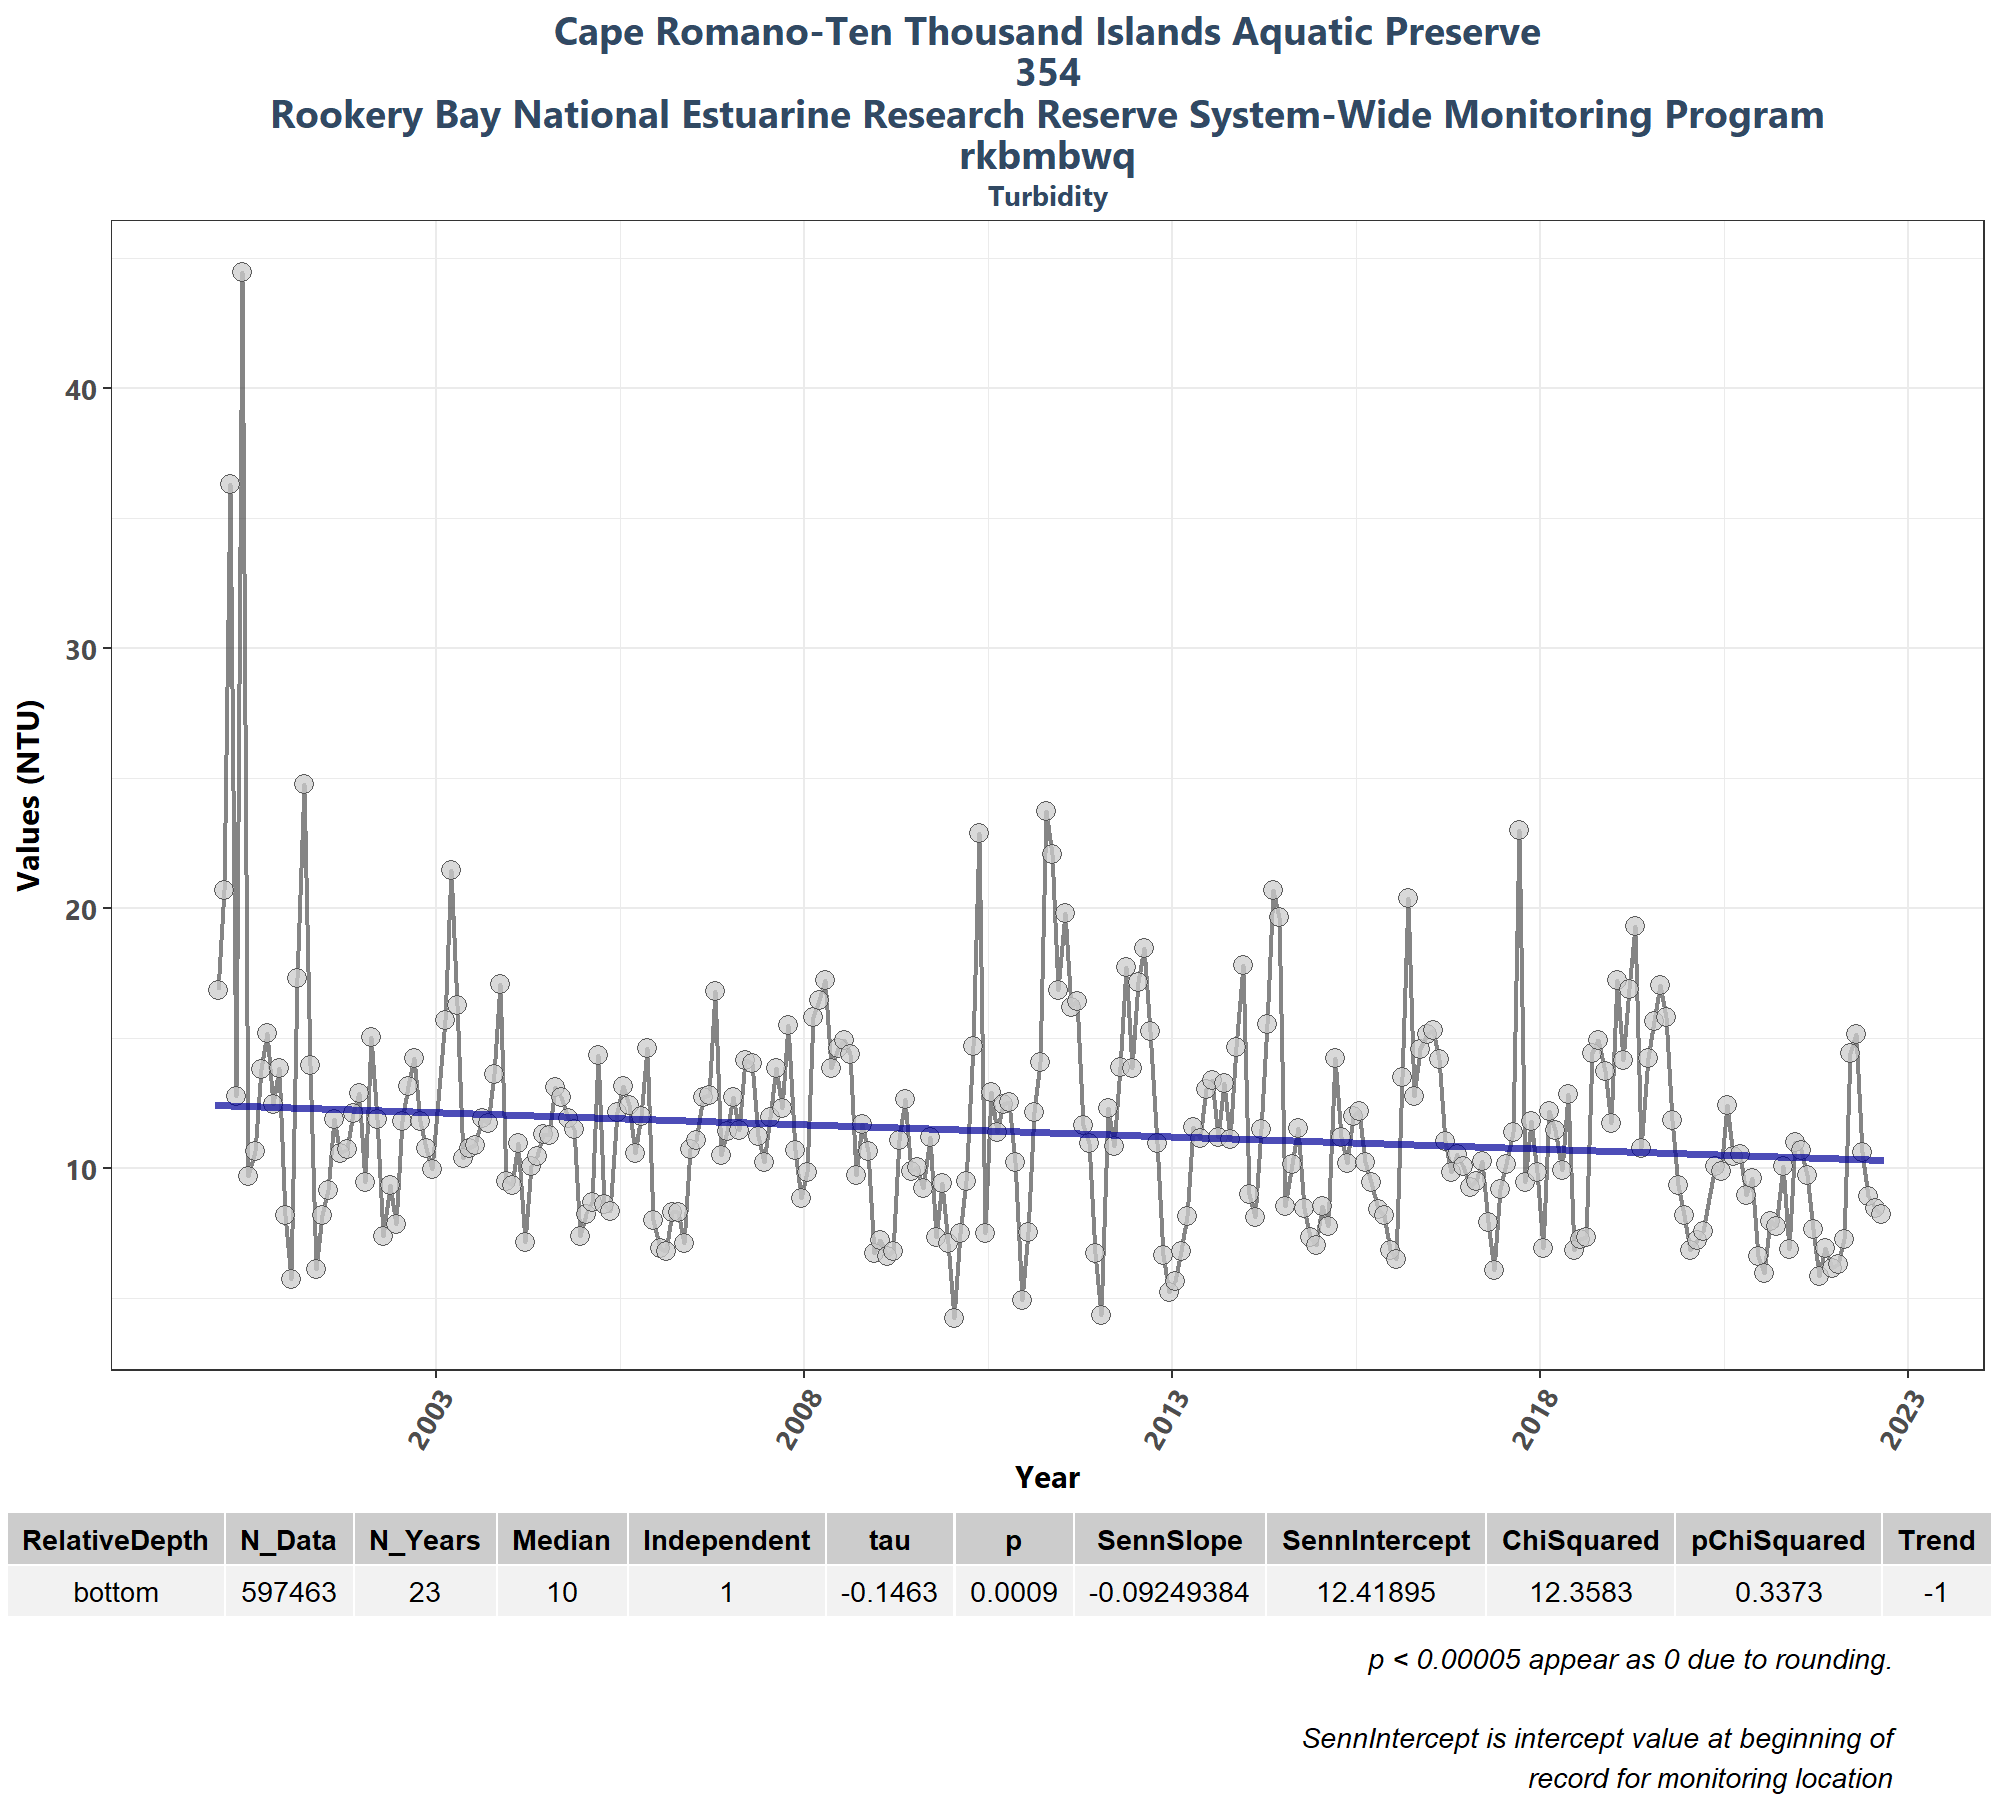 Cape Romano-Ten Thousand Islands Aquatic Preserve
354
Rookery Bay National Estuarine Research Reserve System-Wide Monitoring Program
rkbmbwq
Turbidity
Values (NTU)
40
30
20
10
2003 2008 2013 2018 2023
Year
RelativeDepth N_Data N_Years Median Independent tau p SennSlope SennIntercept ChiSquared pChiSquared Trend
bottom 597463 23 10 1 -0.1463 0.0009 -0.09249384 12.41895 12.3583 0.3373 -1
p < 0.00005 appear as 0 due to rounding.
SennIntercept is intercept value at beginning of
record for monitoring location